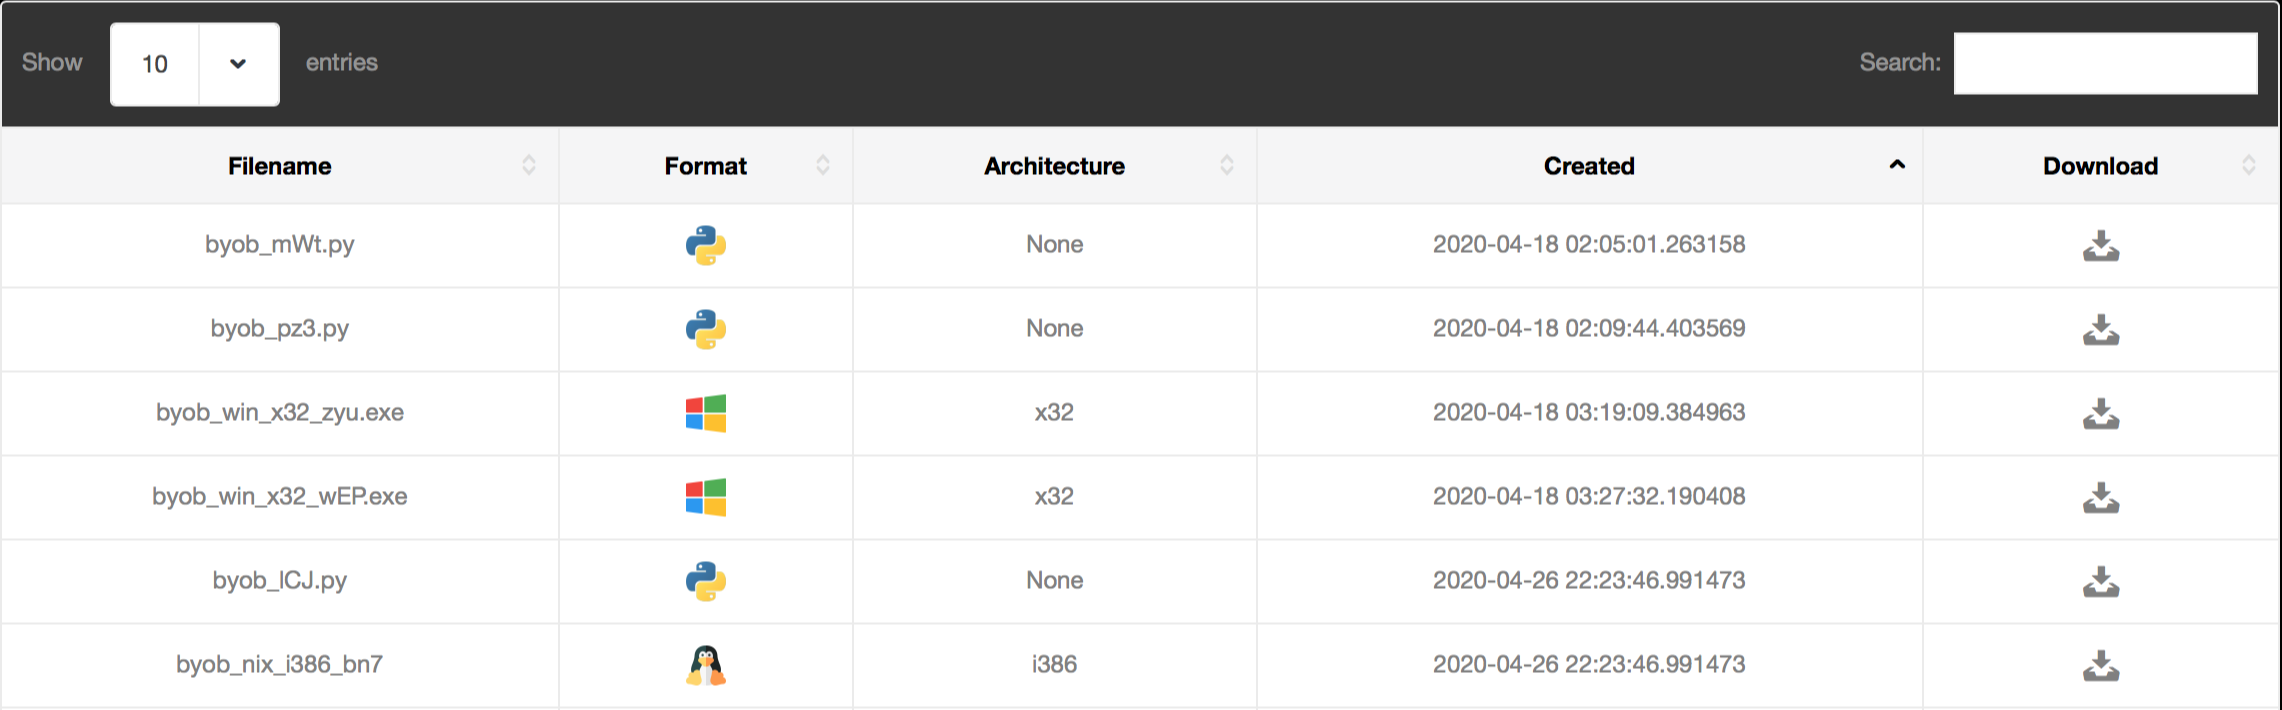 Show 10 entries Search:
Filename Format Architecture Created Download
byob_mWt.py None 2020-04-18 02:05:01.263158
byob_pz3.py None 2020-04-18 02:09:44.403569
byob_win_x32_zyu.exe x32 2020-04-18 03:19:09.384963
byob_win_x32_wEP.exe x32 2020-04-18 03:27:32.190408
byob_lCJ.py None 2020-04-26 22:23:46.991473
byob_nix_i386_bn7 i386 2020-04-26 22:23:46.991473